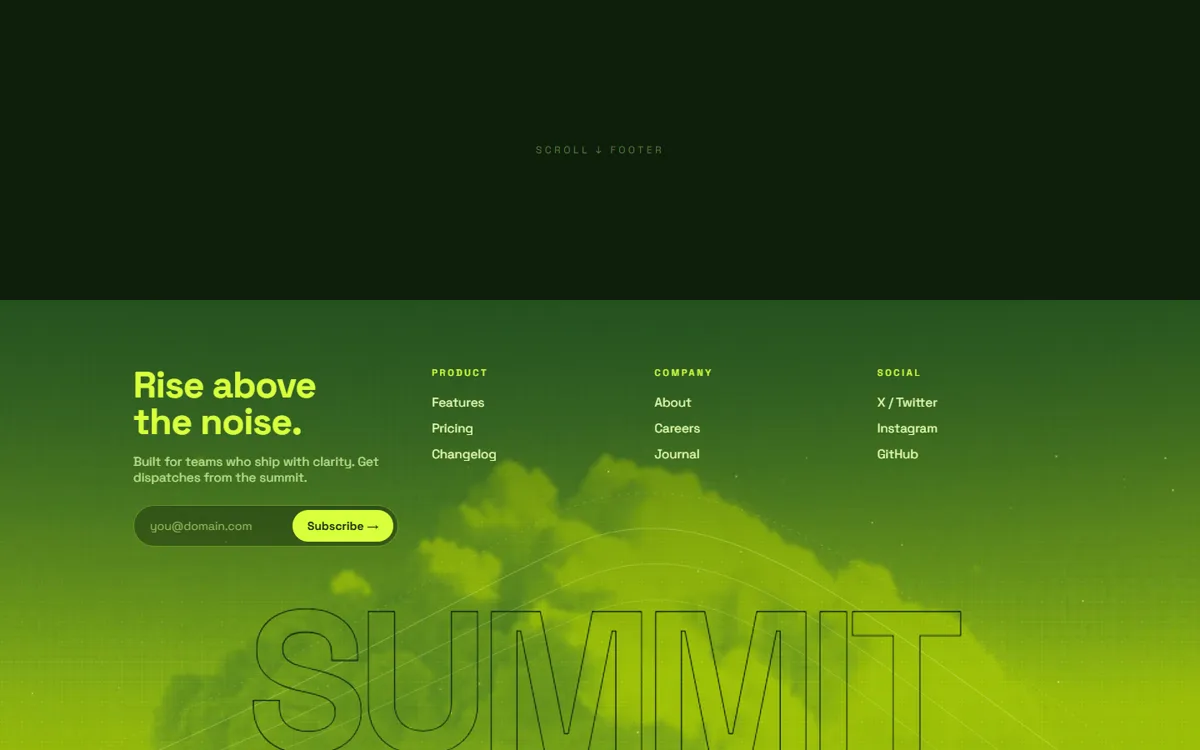 SCROLL ↓ FOOTER
Rise above
the noise.
Built for teams who ship with clarity. Get
dispatches from the summit.
you@domain.com
Subscribe →
PRODUCT
Features
Pricing
Changelog
COMPANY
About
Careers
Journal
SOCIAL
X / Twitter
Instagram
GitHub
SUMMIT